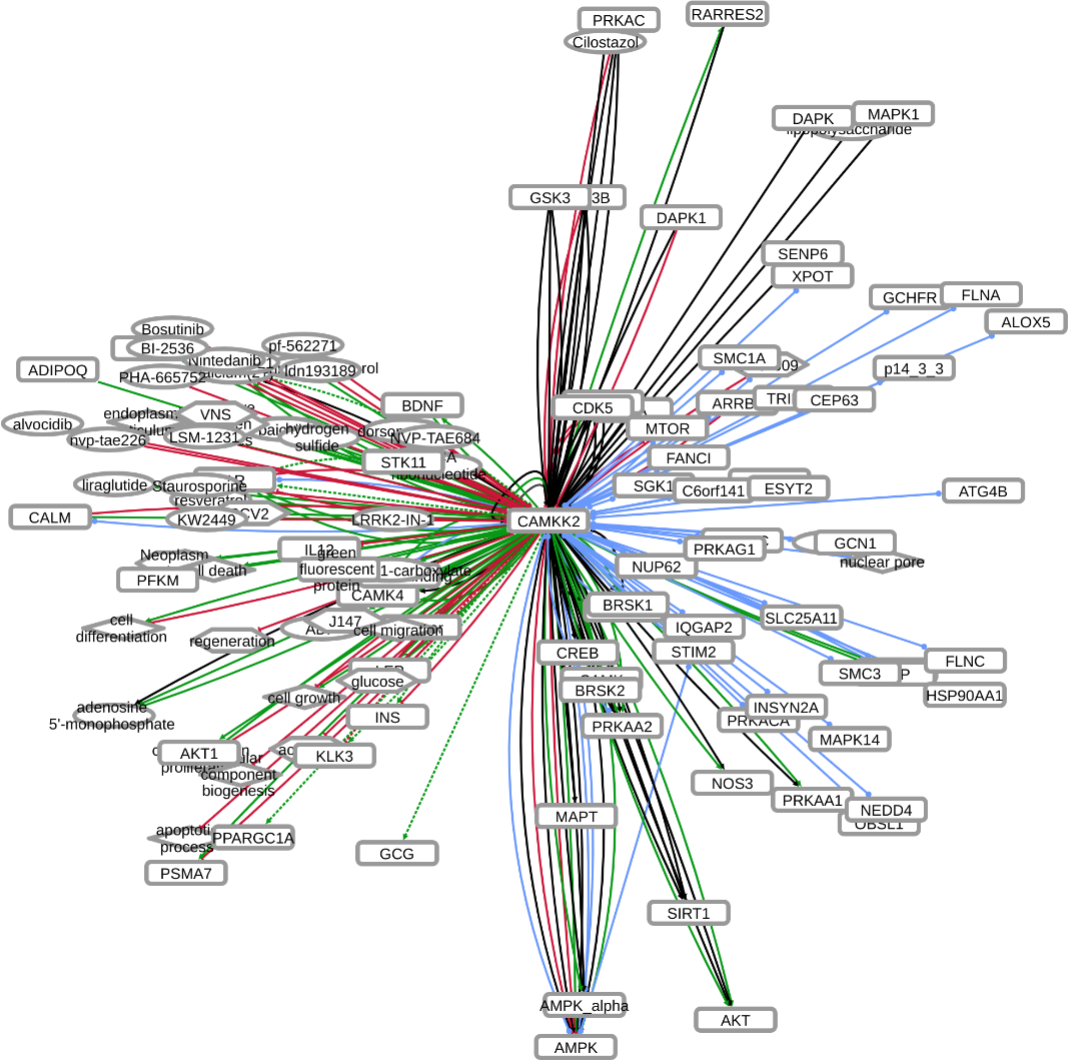 PRKAC
RARRES2
Cilostazol
DAPK
MAPK1
lipopolysaccharide
GSK3
3B
DAPK1
SENP6
XPOT
GCHFR
FLNA
ALOX5
Bosutinib
BI-2536
pf-562271
Nintedanib
ADIPOQ
PHA-665752
ldn193189
rol
SMC1A
09
p14_3_3
BDNF
CDK5
A
ARRB
TRI
CEP63
alvocidib
endoplasm
VNS
MTOR
nvp-tae226
LSM-1231
hydrogen
sulfide
dorso
NVP-TAE684
STK11
A
FANCI
liraglutide
Staurosporine
R
resveratrol
SGK1
C6orf141
ESYT2
ATG4B
CALM
KW2449
CV2
LRRK2-IN-1
CAMKK2
Neoplasm
ll death
IL12
green
fluorescent
protein
1-carboxylate
PRKAG1
C
GCN1
nuclear pore
PFKM
NUP62
CAMK4
BRSK1
SLC25A11
cell
differentiation
regeneration
J147
cell migration
IQGAP2
CREB
STIM2
glucose
SMC3
P
FLNC
BRSK2
HSP90AA1
cell growth
adenosine
5'-monophosphate
INS
PRKAA2
INSYN2A
PRKACA
MAPK14
AKT1
KLK3
component
biogenesis
NOS3
PRKAA1
NEDD4
OBSL1
MAPT
apoptoti
process
PPARGC1A
GCG
PSMA7
SIRT1
AMPK_alpha
AKT
AMPK